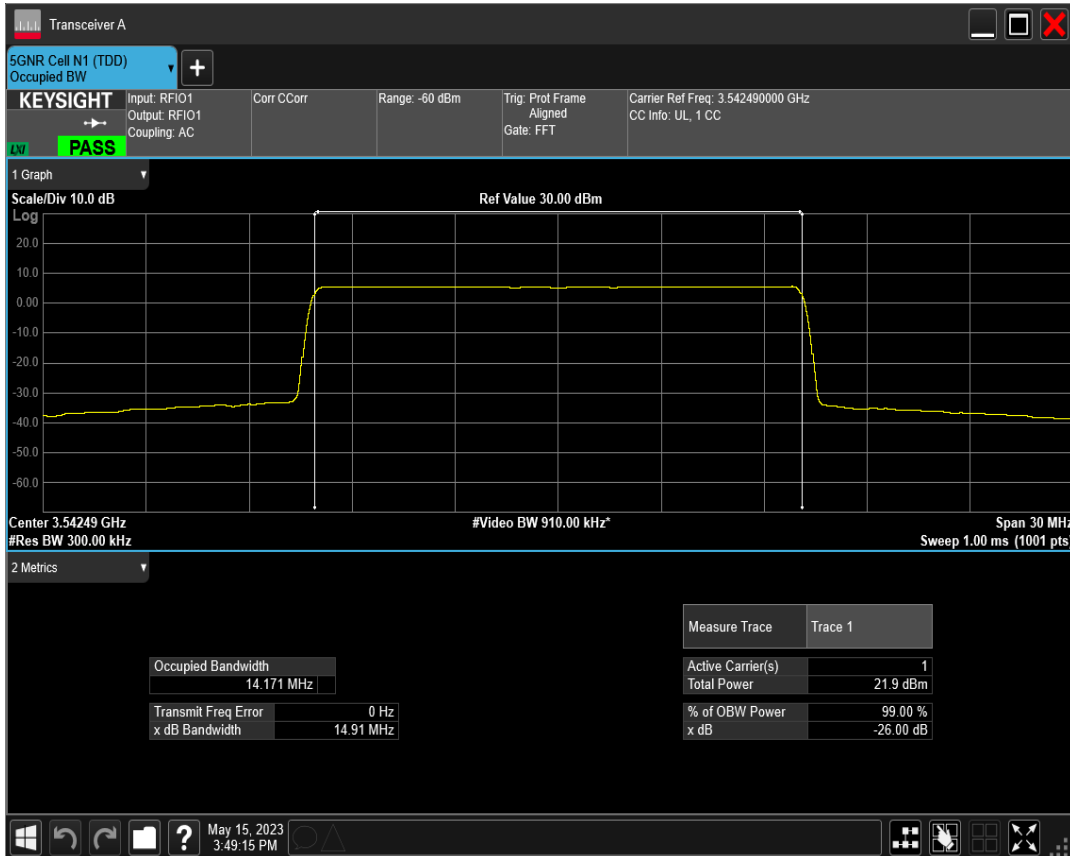 Transceiver A
5GNR Cell N1 (TDD)
Occupied BW
+
KEYSIGHT
LXI
PASS
Input: RFIO1
Output: RFIO1
Coupling: AC
Corr CCorr
Range: -60 dBm
Trig: Prot Frame
Aligned
Gate: FFT
Carrier Ref Freq: 3.542490000 GHz
CC Info: UL, 1 CC
1 Graph
Scale/Div 10.0 dB
Ref Value 30.00 dBm
Log
20.0
10.0
0.00
-10.0
-20.0
-30.0
-40.0
-50.0
-60.0
Center 3.54249 GHz
#Video BW 910.00 kHz*
Span 30 MHz
#Res BW 300.00 kHz
Sweep 1.00 ms (1001 pts)
2 Metrics
Measure Trace Trace 1
Occupied Bandwidth
14.171 MHz
Active Carrier(s) 1
Total Power 21.9 dBm
Transmit Freq Error 0 Hz
x dB Bandwidth 14.91 MHz
% of OBW Power 99.00 %
x dB -26.00 dB
?
May 15, 2023
3:49:15 PM